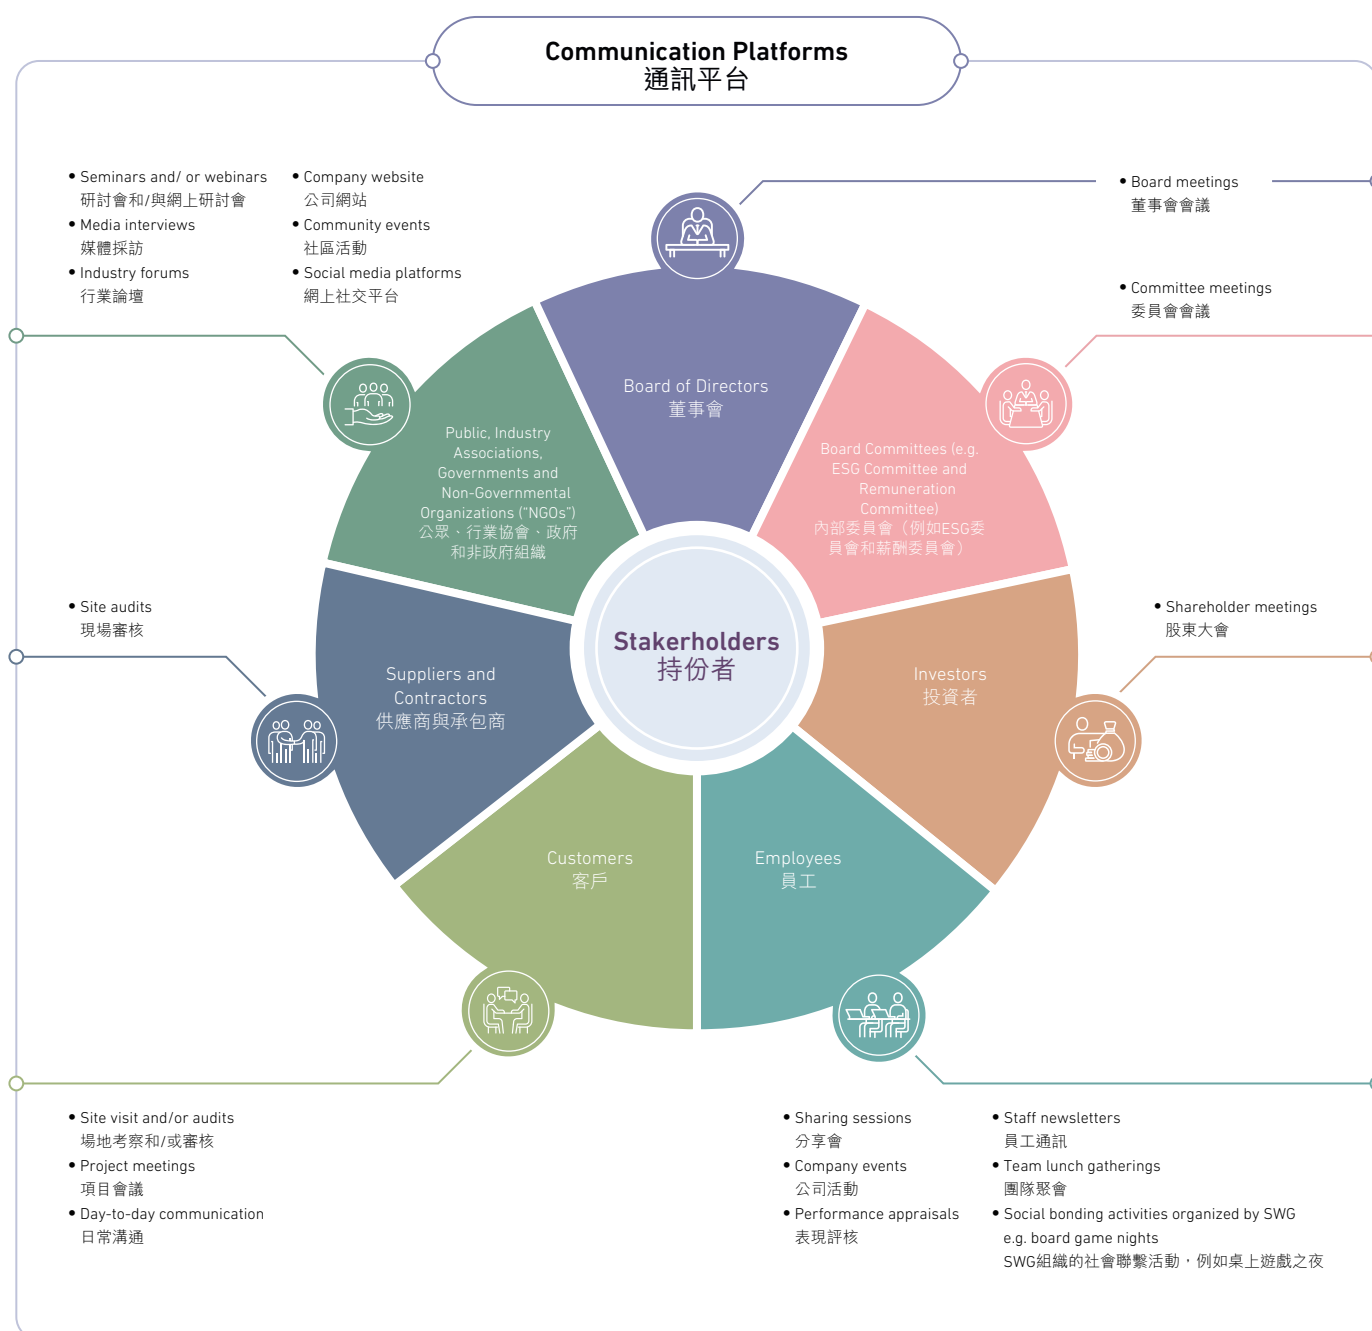 Communication Platforms
通訊平台
• Seminars and/ or webinars
研討會和/與網上研討會
• Media interviews
媒體採訪
• Industry forums
行業論壇
• Company website
公司網站
• Community events
社區活動
• Social media platforms
網上社交平台
• Board meetings
董事會會議
• Committee meetings
委員會會議
Board of Directors
董事會
Public, Industry
Associations,
Governments and
Non-Governmental
Organizations (“NGOs”)
公眾、行業協會、政府
和非政府組織
Board Committees (e.g.
ESG Committee and
Remuneration
Committee)
內部委員會（例如ESG委
員會和薪酬委員會）
• Site audits
現場審核
• Shareholder meetings
股東大會
Stakerholders
持份者
Suppliers and
Contractors
供應商與承包商
Investors
投資者
Customers
客戶
Employees
員工
• Site visit and/or audits
場地考察和/或審核
• Project meetings
項目會議
• Day-to-day communication
日常溝通
• Sharing sessions
分享會
• Company events
公司活動
• Performance appraisals
表現評核
• Staff newsletters
員工通訊
• Team lunch gatherings
團隊聚會
• Social bonding activities organized by SWG
e.g. board game nights
SWG組織的社會聯繫活動，例如桌上遊戲之夜